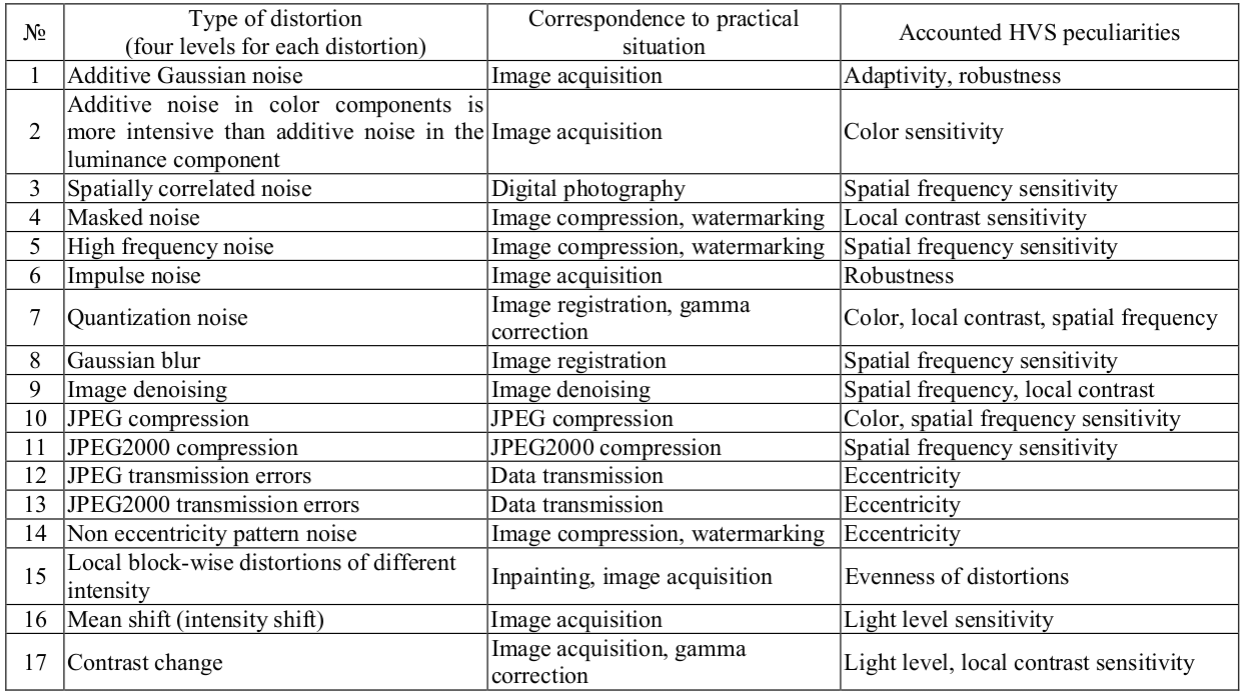 № Type of distortion (four levels for each distortion) Correspondence to practical situation Accounted HVS peculiarities
1 Additive Gaussian noise Image acquisition Adaptivity, robustness
2 Additive noise in color components is more intensive than additive noise in the luminance component Image acquisition Color sensitivity
3 Spatially correlated noise Digital photography Spatial frequency sensitivity
4 Masked noise Image compression, watermarking Local contrast sensitivity
5 High frequency noise Image compression, watermarking Spatial frequency sensitivity
6 Impulse noise Image acquisition Robustness
7 Quantization noise Image registration, gamma correction Color, local contrast, spatial frequency
8 Gaussian blur Image registration Spatial frequency sensitivity
9 Image denoising Image denoising Spatial frequency, local contrast
10 JPEG compression JPEG compression Color, spatial frequency sensitivity
11 JPEG2000 compression JPEG2000 compression Spatial frequency sensitivity
12 JPEG transmission errors Data transmission Eccentricity
13 JPEG2000 transmission errors Data transmission Eccentricity
14 Non eccentricity pattern noise Image compression, watermarking Eccentricity
15 Local block-wise distortions of different intensity Inpainting, image acquisition Evenness of distortions
16 Mean shift (intensity shift) Image acquisition Light level sensitivity
17 Contrast change Image acquisition, gamma correction Light level, local contrast sensitivity